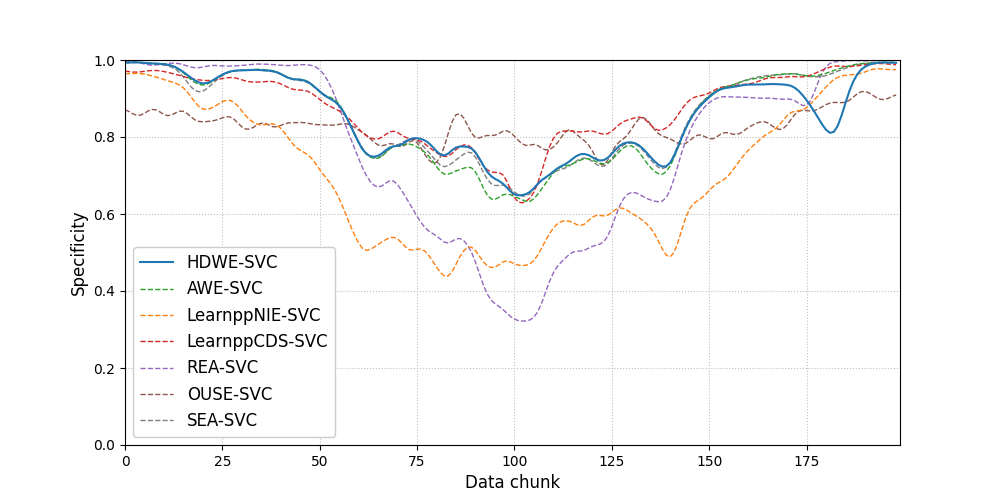 1.0
0.8
0.6
0.4
0.2
0.0
Specificity
HDWE-SVC
AWE-SVC
LearnppNIE-SVC
LearnppCDS-SVC
REA-SVC
OUSE-SVC
SEA-SVC
0 25 50 75 100 125 150 175
Data chunk